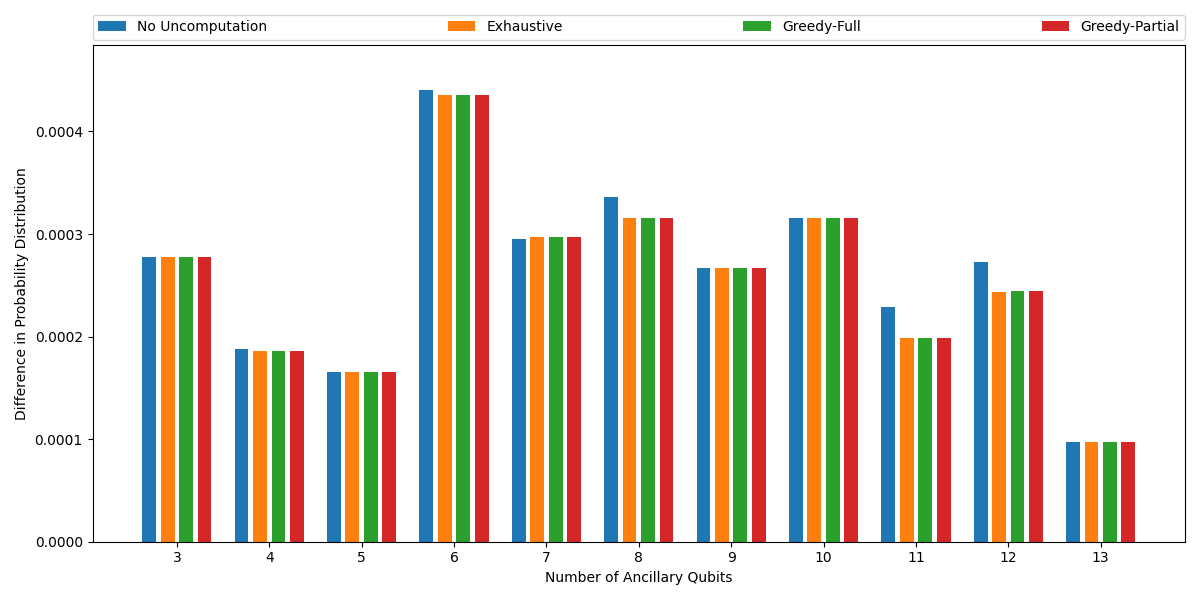 No Uncomputation Exhaustive Greedy-Full Greedy-Partial
Difference in Probability Distribution
0.0004
0.0003
0.0002
0.0001
0.0000
3 4 5 6 7 8 9 10 11 12 13
Number of Ancillary Qubits